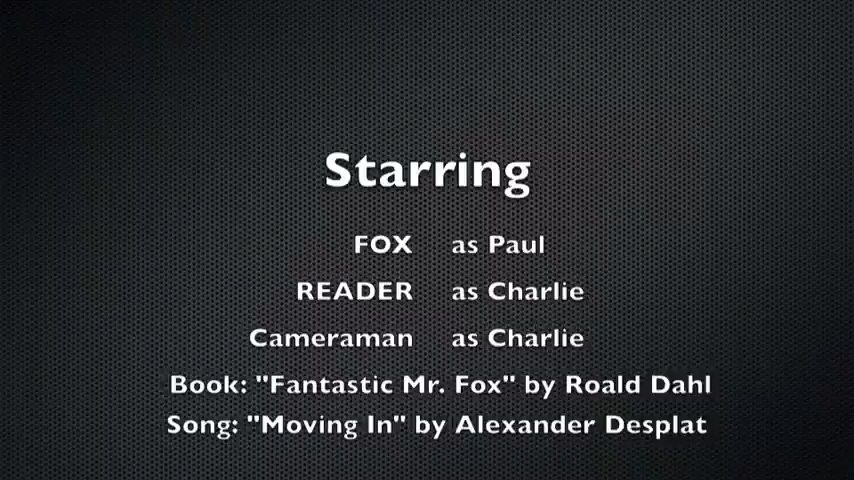 Starring
FOX as Paul
READER as Charlie
Cameraman as Charlie
Book: "Fantastic Mr. Fox" by Roald Dahl
Song: "Moving In" by Alexander Desplat